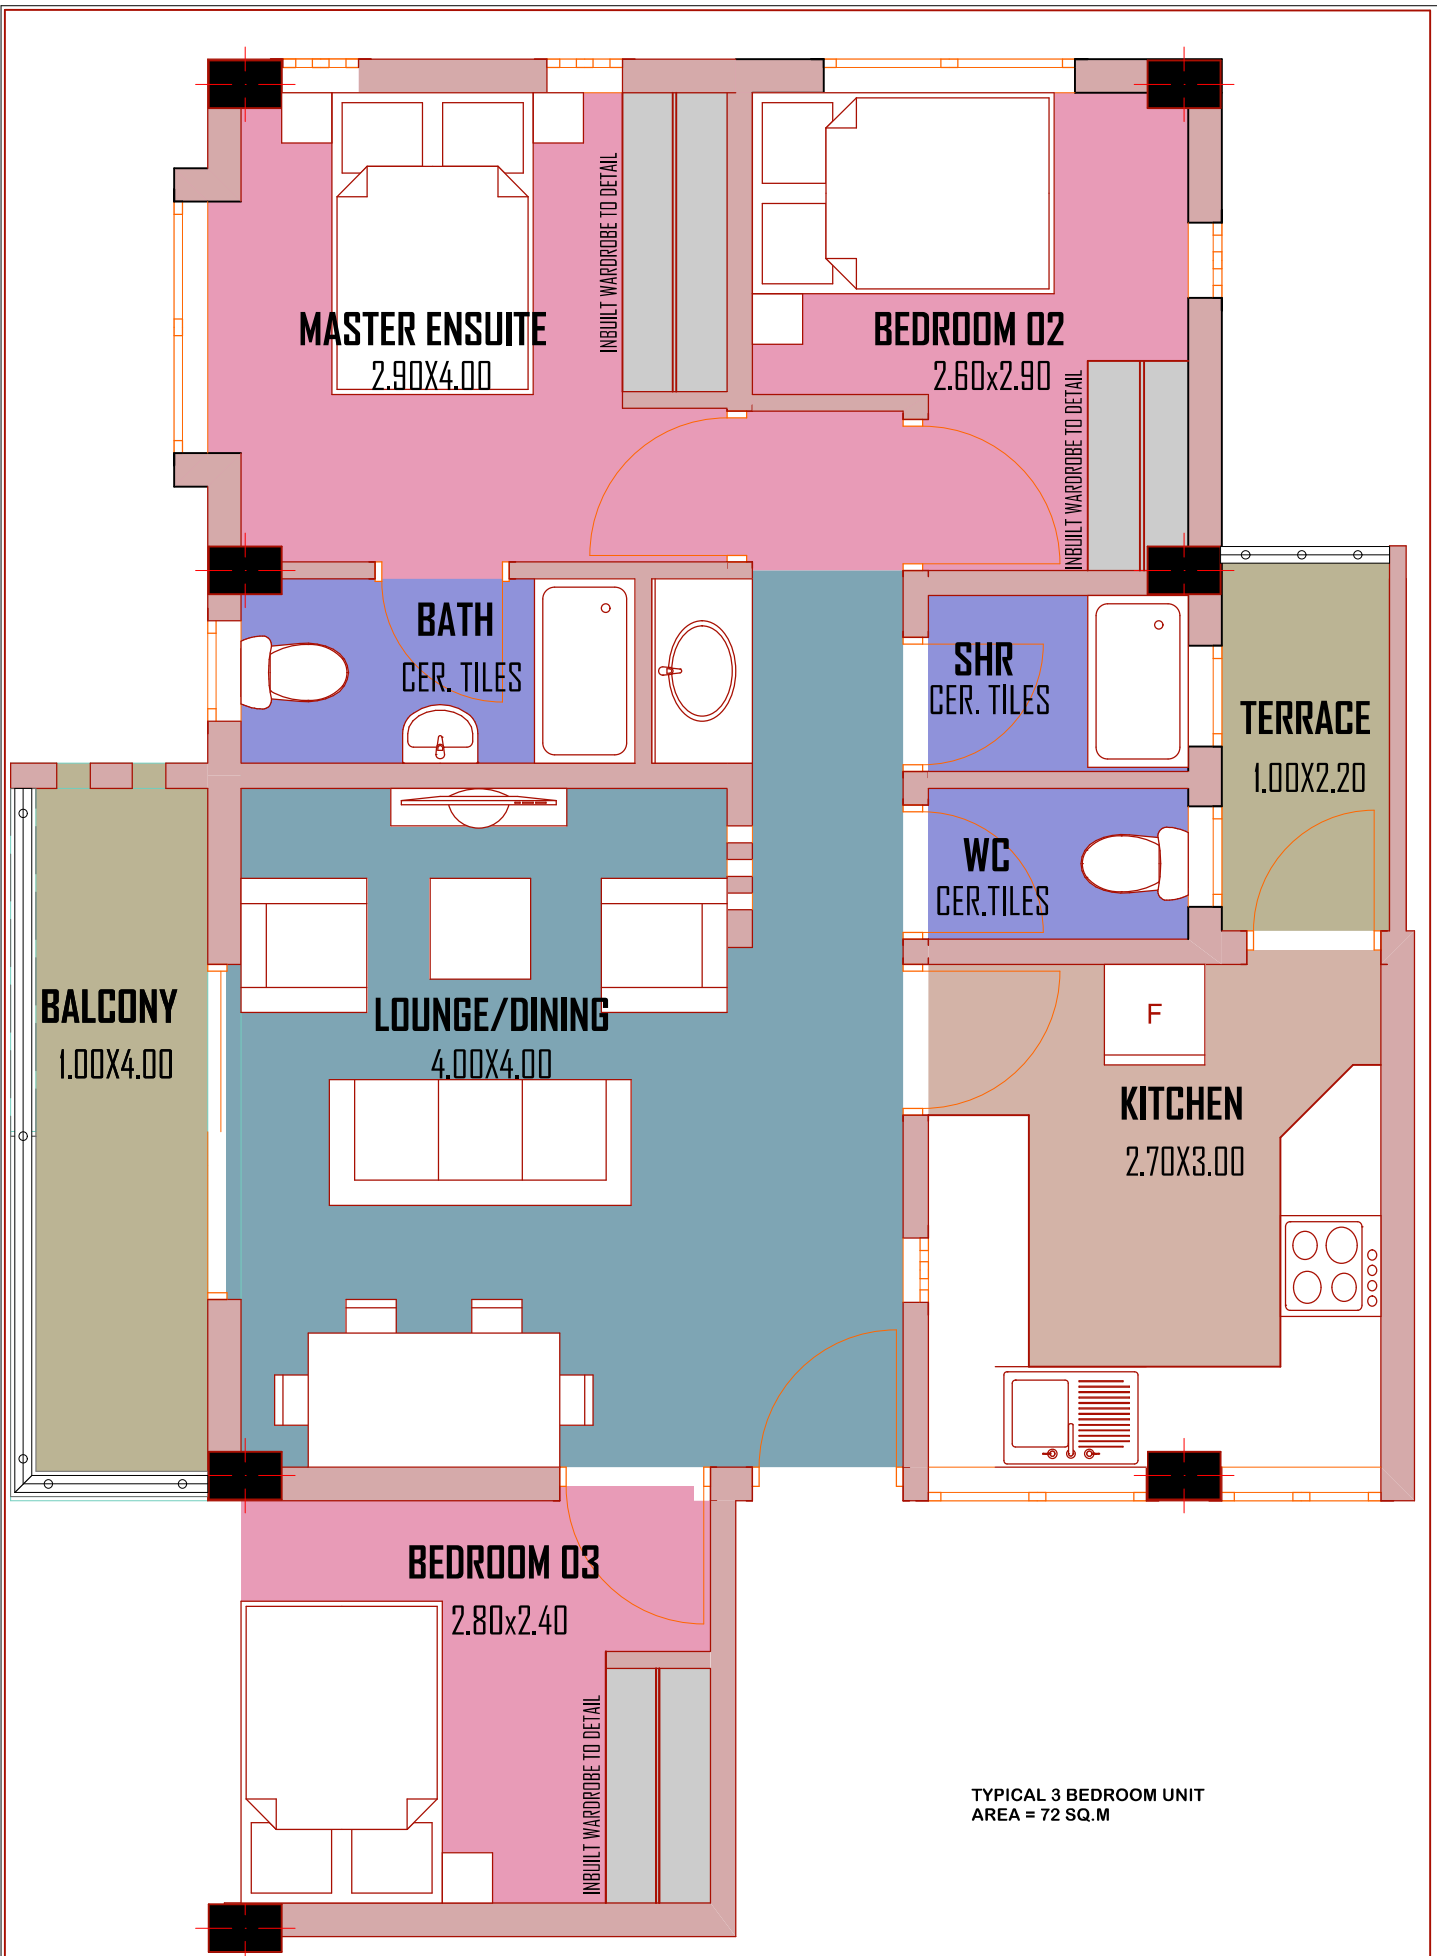 INBUILT WARDROBE TO DETAIL
MASTER ENSUITE
2.90X4.00
BEDROOM 02
2.60x2.90
INBUILT WARDROBE TO DETAIL
BATH
CER. TILES
SHR
CER. TILES
TERRACE
1.00X2.20
WC
CER.TILES
BALCONY
1.00X4.00
LOUNGE/DINING
4.00X4.00
F
KITCHEN
2.70X3.00
BEDROOM 03
2.80x2.40
INBUILT WARDROBE TO DETAIL
TYPICAL 3 BEDROOM UNIT
AREA = 72 SQ.M